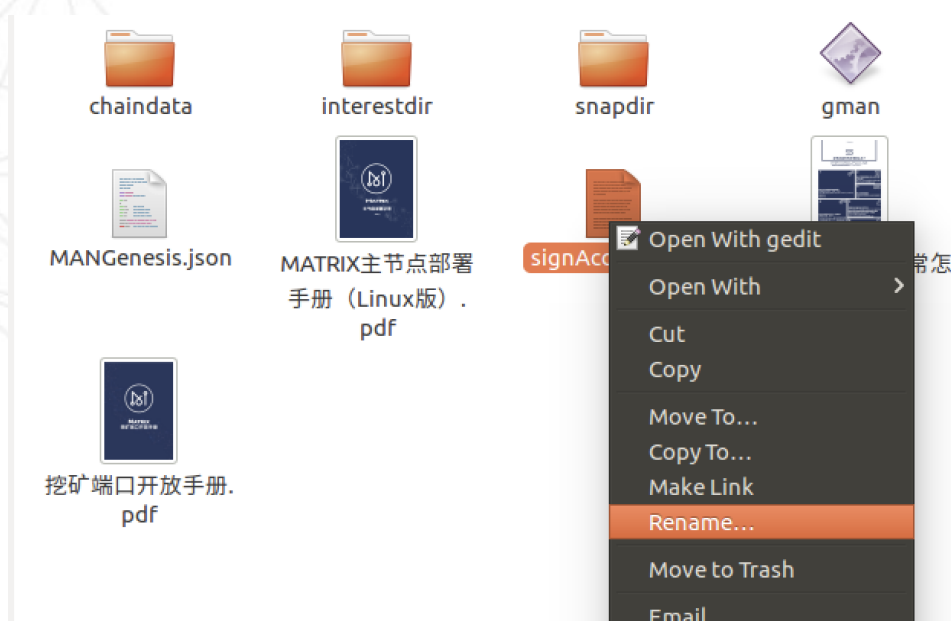 chaindata
interestdir
snapdir
gman
MANGenesis.json
MATRIX主节点部署
手册（Linux版）.
pdf
signAcc
常怎
挖矿端口开放手册.
pdf
Open With gedit
Open With
Cut
Copy
Move To...
Copy To...
Make Link
Rename...
Move to Trash
Email